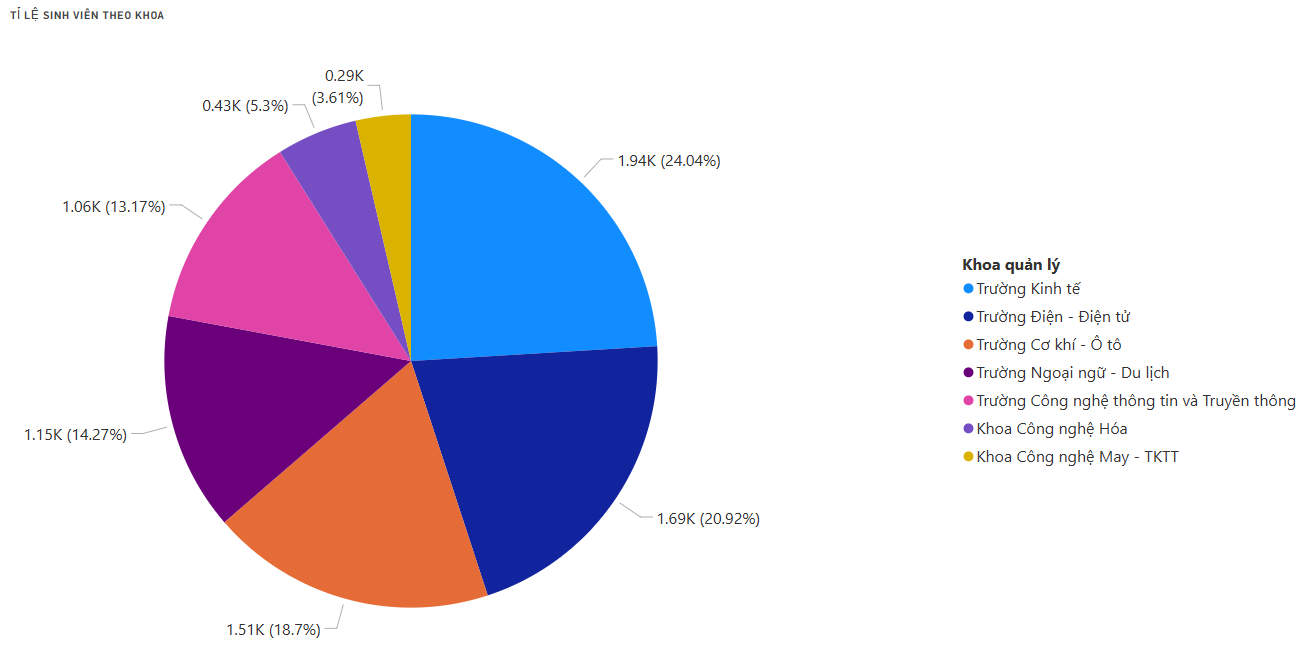 TỈ LỆ SINH VIÊN THEO KHOA
0.29K
(3.61%)
0.43K (5.3%)
1.94K (24.04%)
1.06K (13.17%)
1.15K (14.27%)
1.69K (20.92%)
1.51K (18.7%)
Khoa quản lý
Trường Kinh tế
Trường Điện - Điện tử
Trường Cơ khí - Ô tô
Trường Ngoại ngữ - Du lịch
Trường Công nghệ thông tin và Truyền thông
Khoa Công nghệ Hóa
Khoa Công nghệ May - TKTT